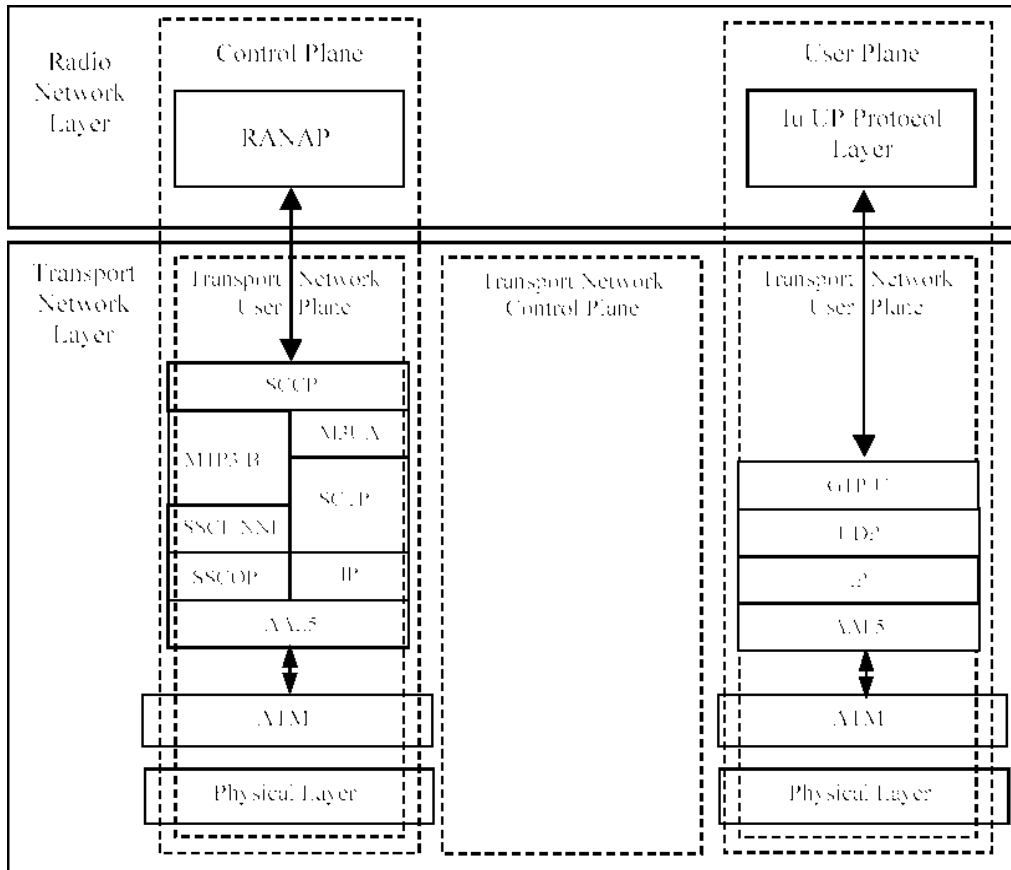 Radio
Network
Layer
Control Plane
RANAP
User Plane
Iu UP Protocol
Layer
Transport
Network
Layer
Transport Network
User Plane
SCCP
MTP3-B
M3UA
SCTP
SSCF-NNI
SSCOP
IP
AAL5
ATM
Physical Layer
Transport Network
Control Plane
Transport Network
User Plane
GTP-U
UDP
IP
AAL5
ATM
Physical Layer